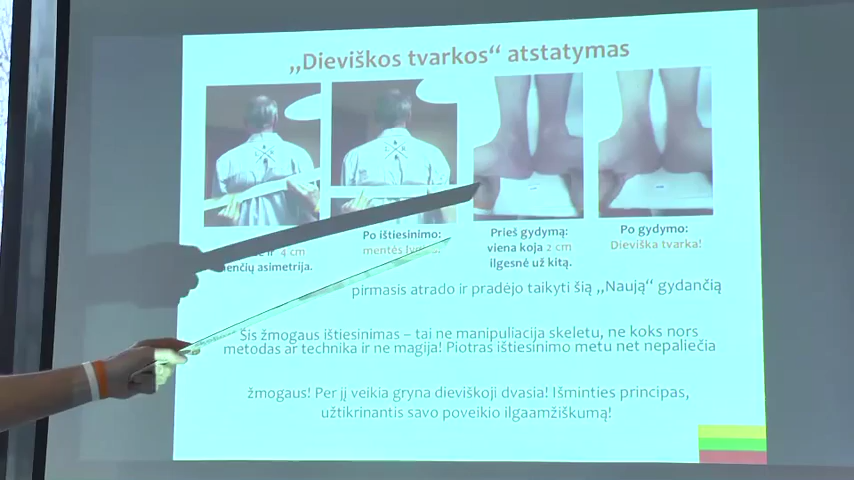 „Dieviškos tvarkos“ atstatymas
4 cm
asimetrija.
Po ištiesinimo:
mentės
Prieš gydymą:
viena koja 2 cm
ilgesnė už kitą.
Po gydymo:
Dieviška tvarka!
pirmasis atrado ir pradėjo taikyti šią „Naują“ gydančią
Šis žmogaus ištiesinimas – tai ne manipuliacija skeletu, ne koks nors
metodas ar technika ir ne magija! Piotras ištiesinimo metu net nepaliečia
žmogaus! Per jį veikia gryna dieviškoji dvasia! Išminties principas,
užtikrinantis savo poveikio ilgaamžiškumą!